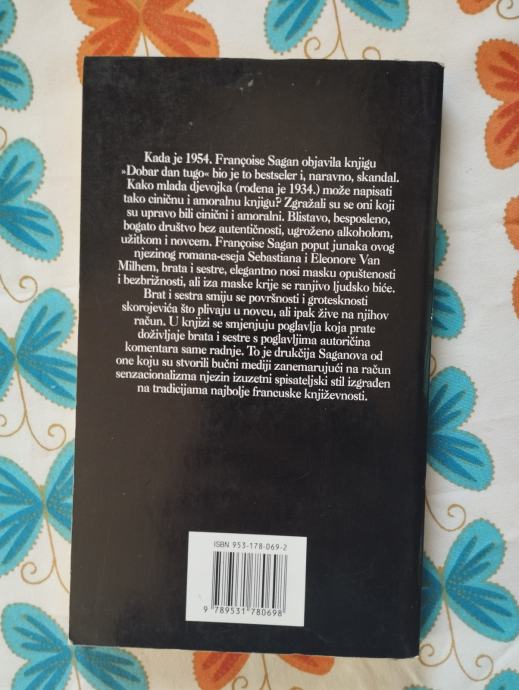 Kada je 1954. Françoise Sagan objavila knjigu
»Dobar dan tugo« bio je to bestseler i, naravno, skandal.
Kako mlada djevojka (rođena je 1934.) može napisati
tako ciničnu i amoralnu knjigu? Zgražali su se oni koji
su upravo bili cinični i amoralni. Blistavo, besposleno,
bogato društvo bez autentičnosti, ugroženo alkoholom,
užitkom i novcem. Françoise Sagan poput junaka ovog
njezinog romana-eseja Sebastiana i Eleonore Van
Milhem, brata i sestre, elegantno nosi masku opuštenosti
i bezbrižnosti, ali iza maske krije se ranjivo ljudsko biće.
Brat i sestra smiju se površnosti i grotesknosti
skorojevića što plivaju u novcu, ali ipak žive na njihov
račun. U knjizi se smjenjuju poglavlja koja prate
doživljaje brata i sestre s poglavljima autoričina
komentara same radnje. To je drukčija Saganova od
one koju su stvorili bučni mediji zanemarujući na račun
senzacionalizma njezin izuzetni spisateljski stil izgrađen
na tradicijama najbolje francuske književnosti.
ISBN 953-178-069-2
9 789531 780698